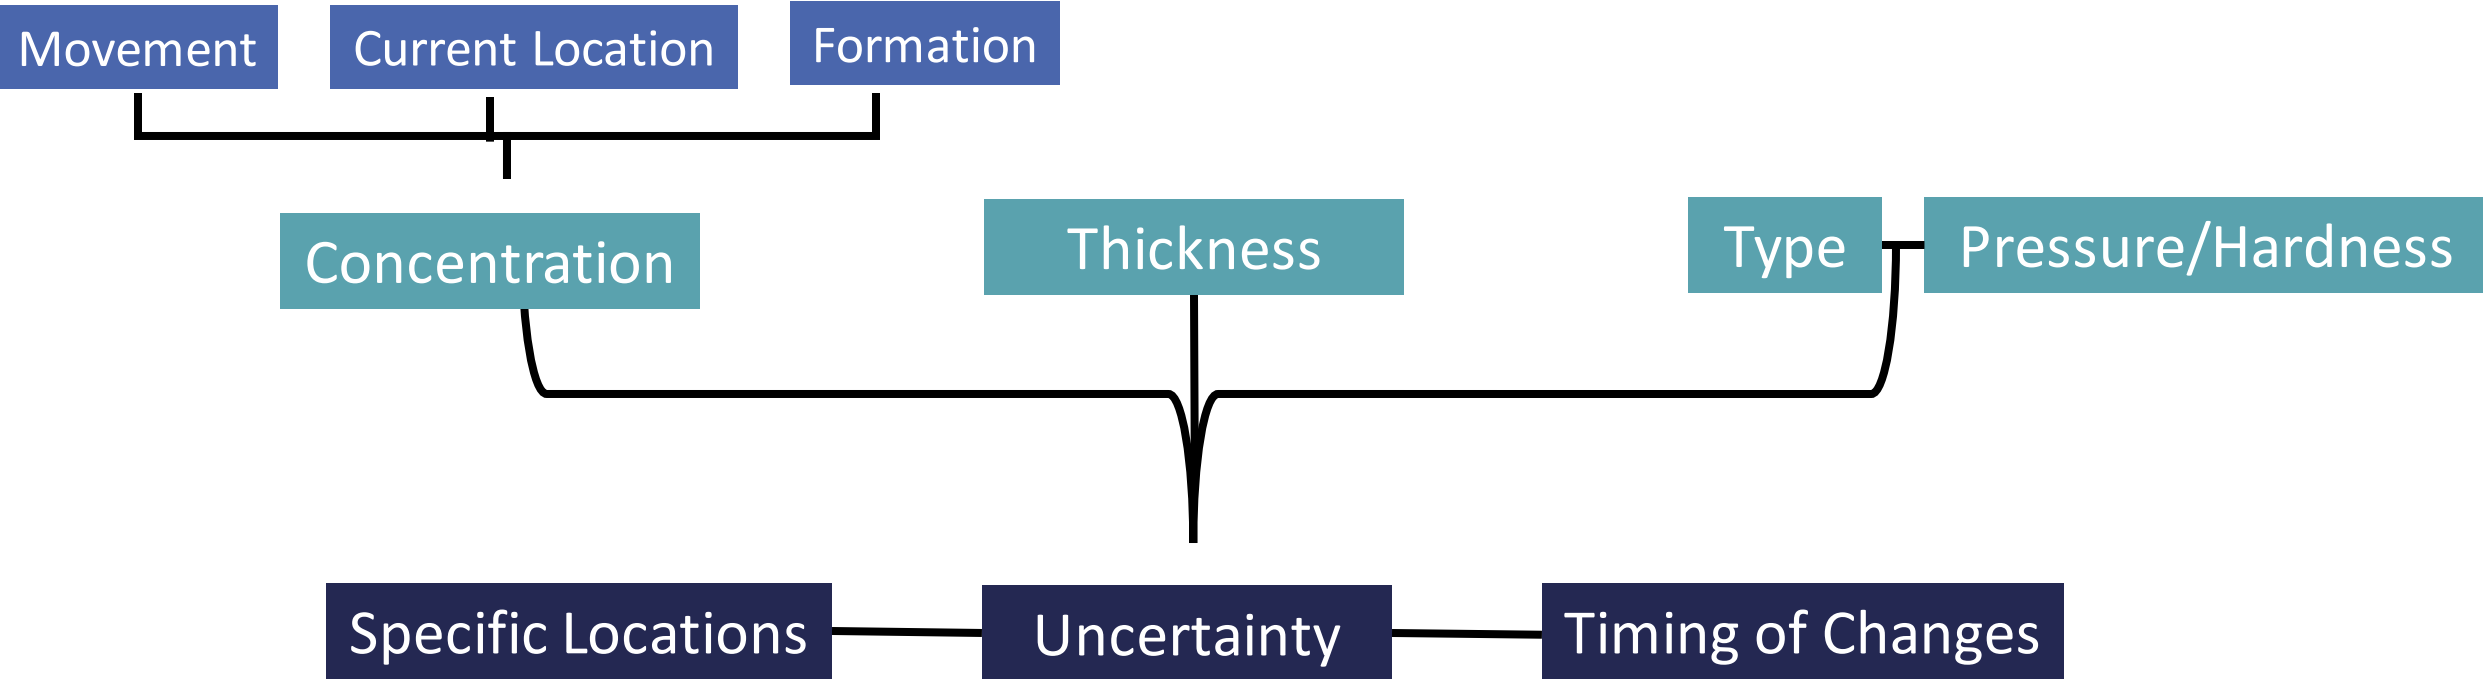 Movement
Current Location
Formation
Concentration
Thickness
Type
Pressure/Hardness
Specific Locations
Uncertainty
Timing of Changes